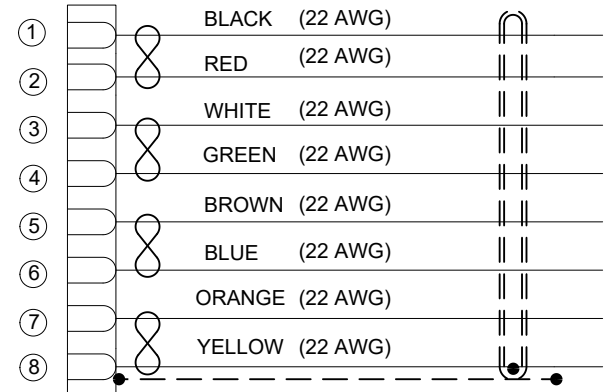 1 BLACK (22 AWG)
2 RED (22 AWG)
3 WHITE (22 AWG)
4 GREEN (22 AWG)
5 BROWN (22 AWG)
6 BLUE (22 AWG)
7 ORANGE (22 AWG)
8 YELLOW (22 AWG)